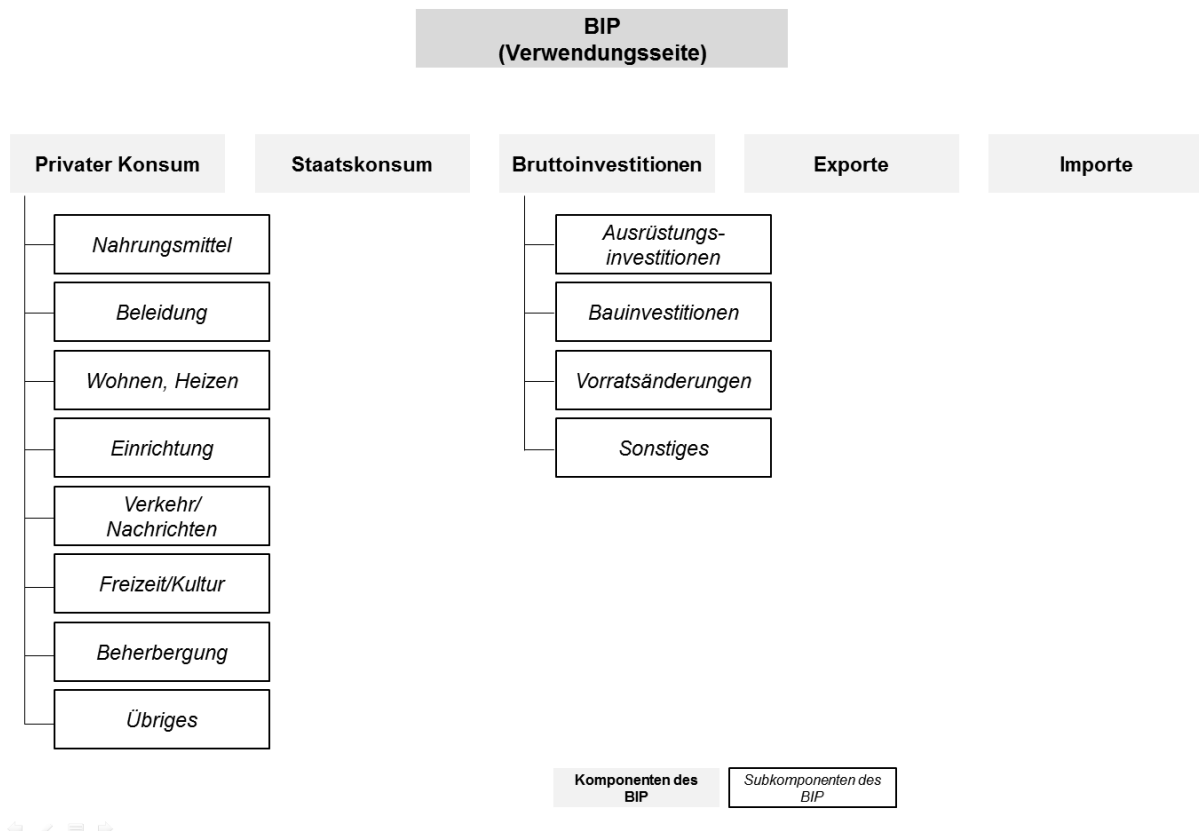 BIP
(Verwendungsseite)
Privater Konsum
Staatskonsum
Bruttoinvestitionen
Exporte
Importe
Nahrungsmittel
Beleidung
Wohnen, Heizen
Einrichtung
Verkehr/
Nachrichten
Freizeit/Kultur
Beherbergung
Übriges
Ausrüstungs-
investitionen
Bauinvestitionen
Vorratsänderungen
Sonstiges
Komponenten des
BIP
Subkomponenten des
BIP